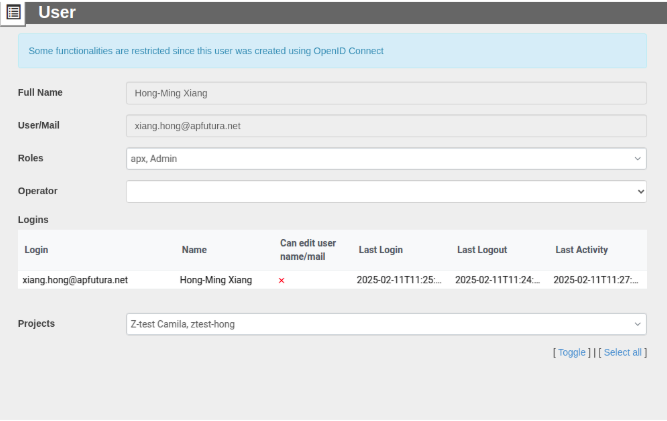 User
Some functionalities are restricted since this user was created using OpenID Connect
Full Name Hong-Ming Xiang
User/Mail xiang.hong@apfutura.net
Roles apx, Admin
Operator
Logins
Login Name Can edit user name/mail Last Login Last Logout Last Activity
xiang.hong@apfutura.net Hong-Ming Xiang × 2025-02-11T11:25:... 2025-02-11T11:24:... 2025-02-11T11:27:...
Projects Z-test Camila, ztest-hong
[ Toggle ] | [ Select all ]